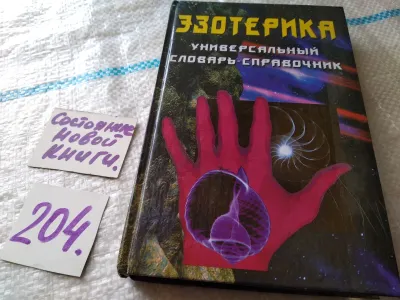 ЭЗОТЕРИКА
УНИВЕРСАЛЬНЫЙ
СЛОВАРЬ-СПРАВОЧНИК
Состояние
новой
книги.
204.